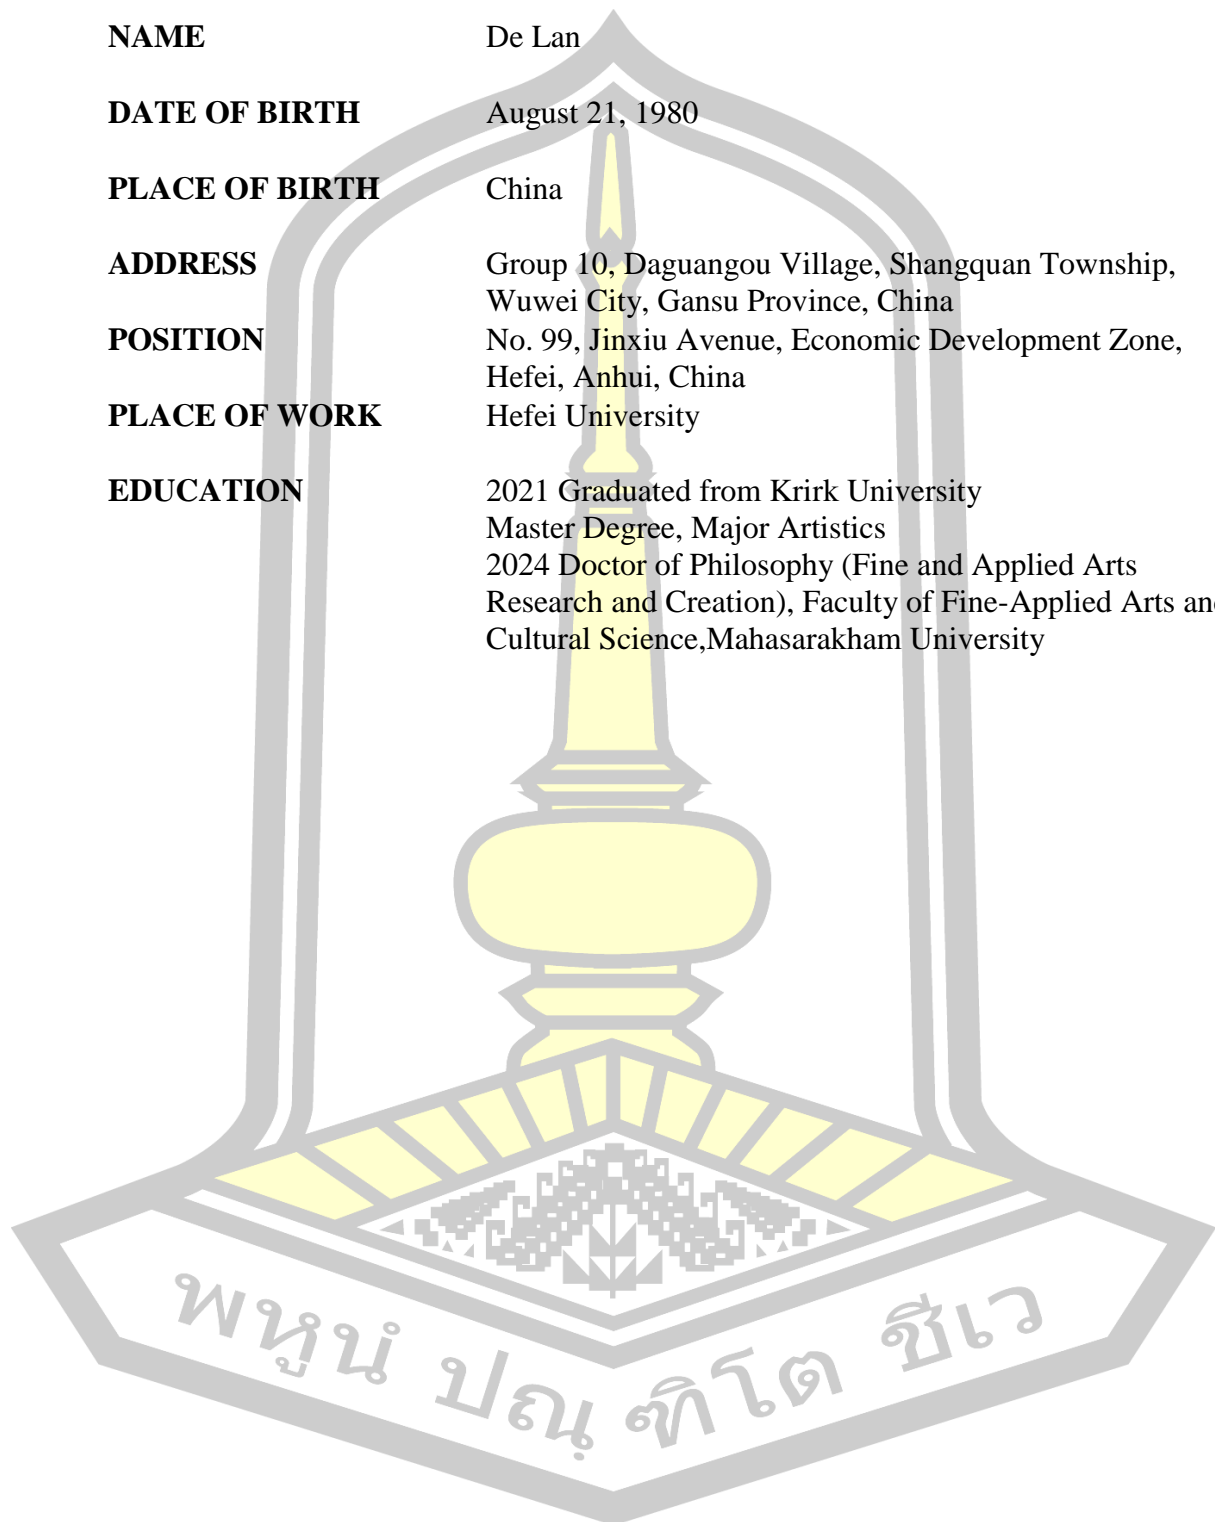 NAME De Lan
DATE OF BIRTH August 21, 1980
PLACE OF BIRTH China
ADDRESS Group 10, Daguangou Village, Shangquan Township,
Wuwei City, Gansu Province, China
POSITION No. 99, Jinxiu Avenue, Economic Development Zone,
Hefei, Anhui, China
PLACE OF WORK Hefei University
EDUCATION 2021 Graduated from Krirk University
Master Degree, Major Artistics
2024 Doctor of Philosophy (Fine and Applied Arts
Research and Creation), Faculty of Fine-Applied Arts an
Cultural Science,Mahasarakham University
พหูนํ ปณฺฑิโต ชีเว